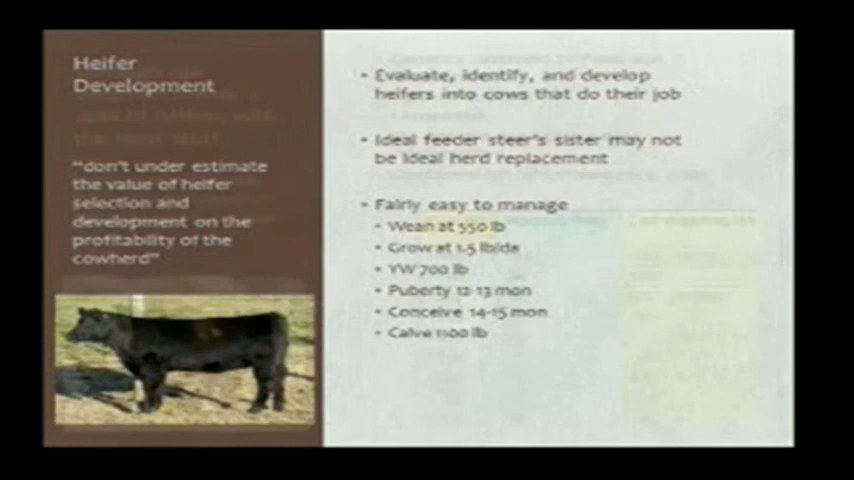 Heifer
Development
"don't under estimate
the value of heifer
selection and
development on the
profitability of the
cowherd"
• Evaluate, identify, and develop
heifers into cows that do their job
• Ideal feeder steer's sister may not
be ideal herd replacement
• Fairly easy to manage
• Wean at 550 lb
• Grow at 1.5 lb/da
• YW 700 lb
• Puberty 12-13 mon
• Conceive 14-15 mon
• Calve 1100 lb